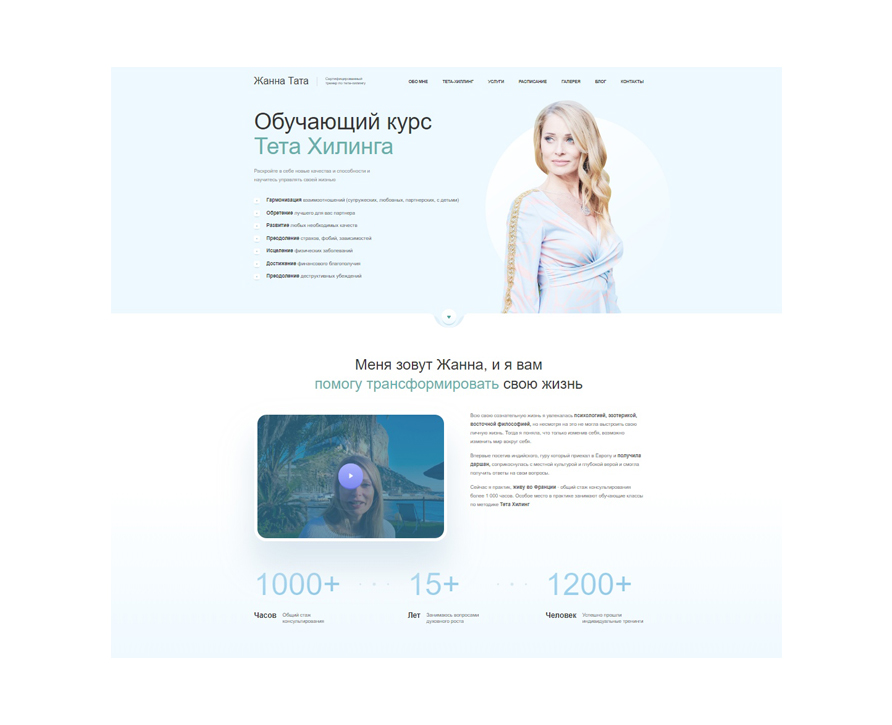 Жанна Тата
Сертифицированный
тренер по тета-хилингу
ОБО МНЕ
ТЕТА-ХИЛЛИНГ
УСЛУГИ
РАСПИСАНИЕ
ГАЛЕРЕЯ
БЛОГ
КОНТАКТЫ
Обучающий курс
Тета Хилинга
Раскройте в себе новые качества и способности и
научитесь управлять своей жизнью
Гармонизация взаимоотношений (супружеских, любовных, партнерских, с детьми)
Обретение лучшего для вас партнера
Развитие любых необходимых качеств
Преодоление страхов, фобий, зависимостей
Исцеление физических заболеваний
Достижение финансового благополучия
Преодоление деструктивных убеждений
Меня зовут Жанна, и я вам
помогу трансформировать свою жизнь
Всю свою сознательную жизнь я увлекалась психологией, эзотерикой,
восточной философией, но несмотря на это не могла выстроить свою
личную жизнь. Тогда я поняла, что только изменив себя, возможно
изменить мир вокруг себя.
Впервые посетив индийского, гуру который приехал в Европу и получила
даршан, соприкоснулась с местной культурой и глубокой верой и смогла
получить ответы на свои вопросы.
Сейчас я практик, живу во Франции - общий стаж консультирования
более 1 000 часов. Особое место в практике занимают обучающие классы
по методике Тета Хилинг
1000+
15+
1200+
Часов
Общий стаж
консультирования
Лет
Занимаюсь вопросами
духовного роста
Человек
Успешно прошли
индивидуальные тренинги